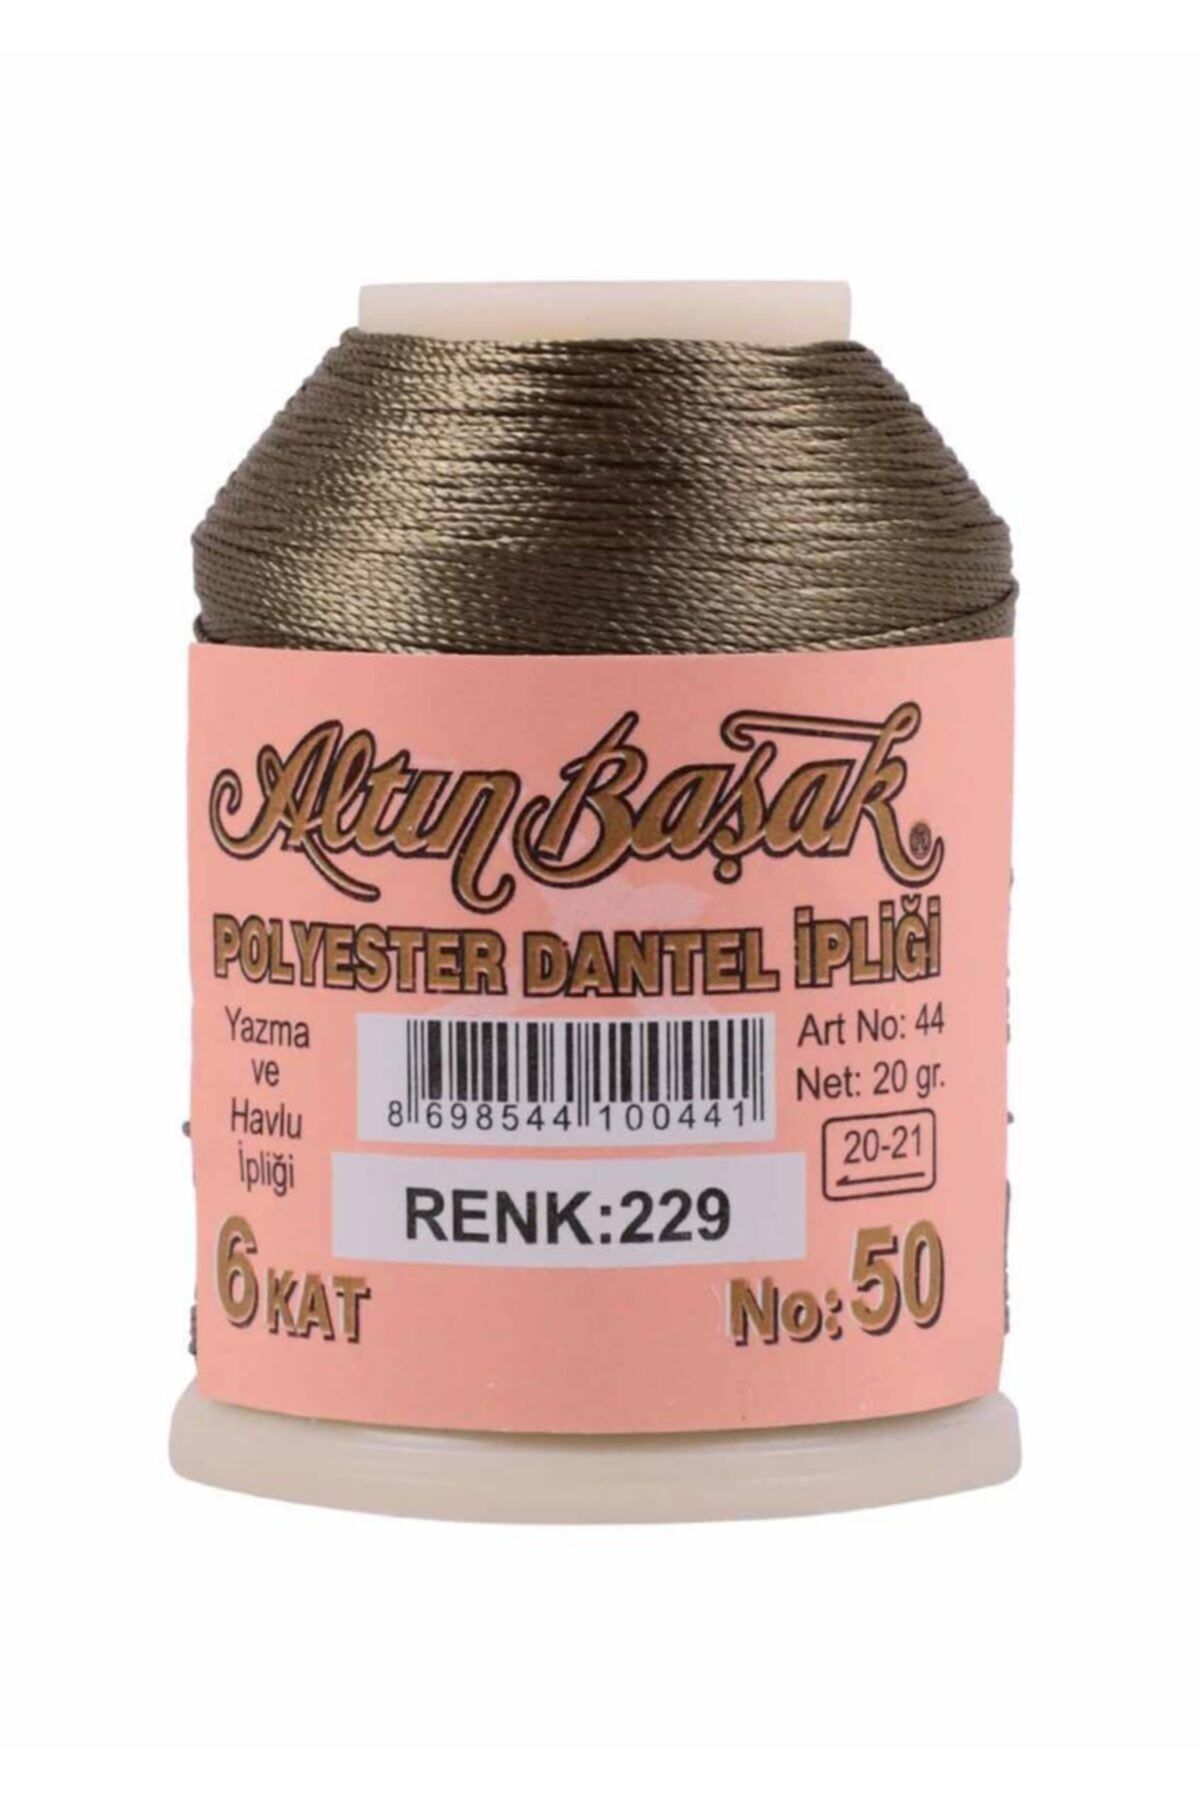 Altın Başak®
POLYESTER DANTEL İPLİĞİ
Yazma
ve
Havlu
İpliği
8 698544 100441
Art No: 44
Net: 20 gr.
20-21
RENK:229
6 KAT
No: 50